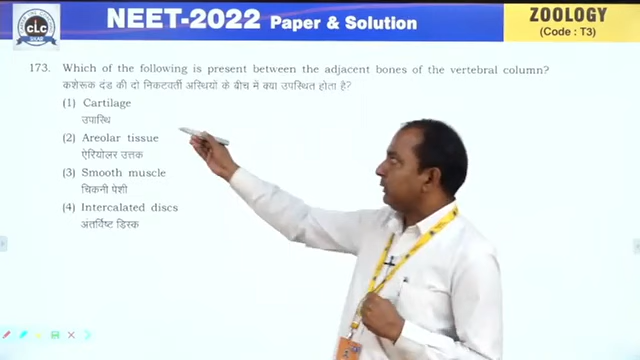 CLC
NEET-2022 Paper & Solution
ZOOLOGY
(Code : T3)
173. Which of the following is present between the adjacent bones of the vertebral column?
कशेरूक दंड की दो निकटवर्ती अस्थियों के बीच में क्या उपस्थित होता है?
(1) Cartilage
उपास्थि
(2) Areolar tissue
ऐरियोलर उत्तक
(3) Smooth muscle
चिकनी पेशी
(4) Intercalated discs
अंतर्विष्ट डिस्क